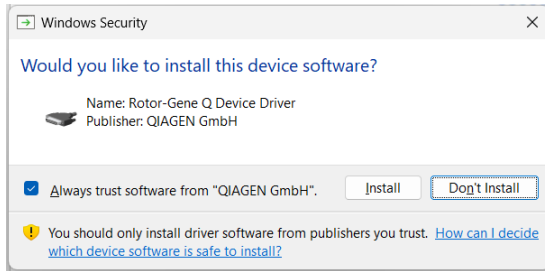 Windows Security
Would you like to install this device software?
Name: Rotor-Gene Q Device Driver
Publisher: QIAGEN GmbH
Always trust software from "QIAGEN GmbH".
Install
Don't Install
You should only install driver software from publishers you trust. How can I decide
which device software is safe to install?